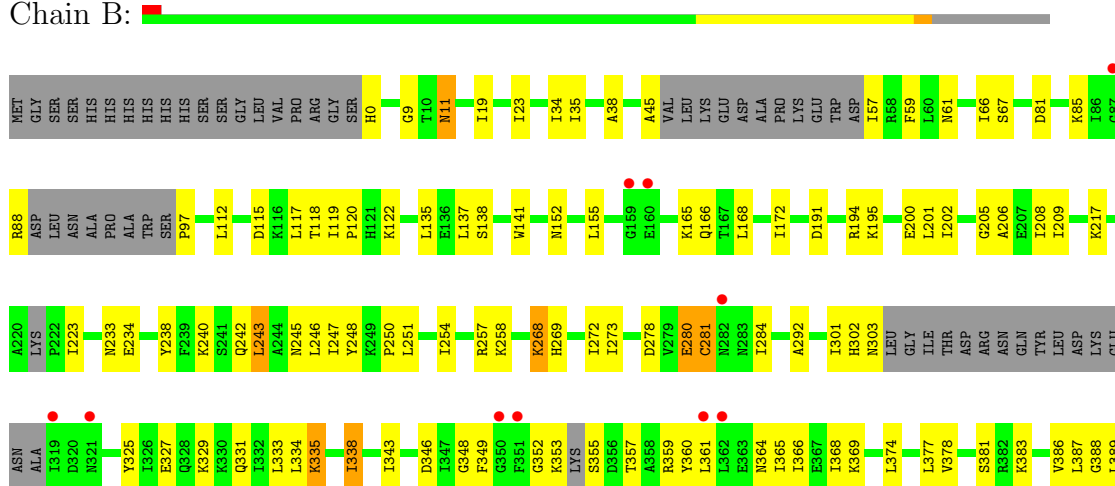 Chain B:
MET GLY SER SER HIS HIS HIS HIS HIS HIS SER SER GLY LEU VAL PRO ARG GLY SER H0 G9 T10 N11 I19 I23 I34 I35 A38 A45 VAL LEU LYS GLU ASP ALA PRO LYS GLU TRP ASP I57 R58 F59 L60 N61 I66 S67 D81 K85 I86 G87
R88 ASP LEU ASN ALA PRO ALA TRP SER P97 L112 D115 K116 L117 T118 I119 P120 H121 K122 L135 E136 L137 S138 W141 N152 L155 G159 E160 K165 Q166 T167 L168 I172 D191 R194 K195 E200 L201 I202 G205 A206 E207 I208 I209 K217
A220 LYS P222 I223 N233 E234 Y238 F239 K240 S241 Q242 L243 A244 N245 L246 I247 Y248 K249 P250 L251 I254 R257 K258 K268 H269 I272 I273 D278 V279 E280 C281 N282 N283 I284 A292 I301 H302 N303 LEU GLY ILE THR ASP ARG ASN GLN TYR LEU ASP LYS GLU
ASN ALA I319 D320 N321 Y325 I326 E327 Q328 K329 K330 Q331 I332 L333 L334 K335 I338 I343 D346 I347 G348 F349 G350 F351 G352 K353 LYS S355 D356 T357 A358 R359 Y360 L361 L362 E363 N364 I365 I366 E367 I368 K369 L374 L377 V378 S381 R382 K383 V386 L387 G388 L389